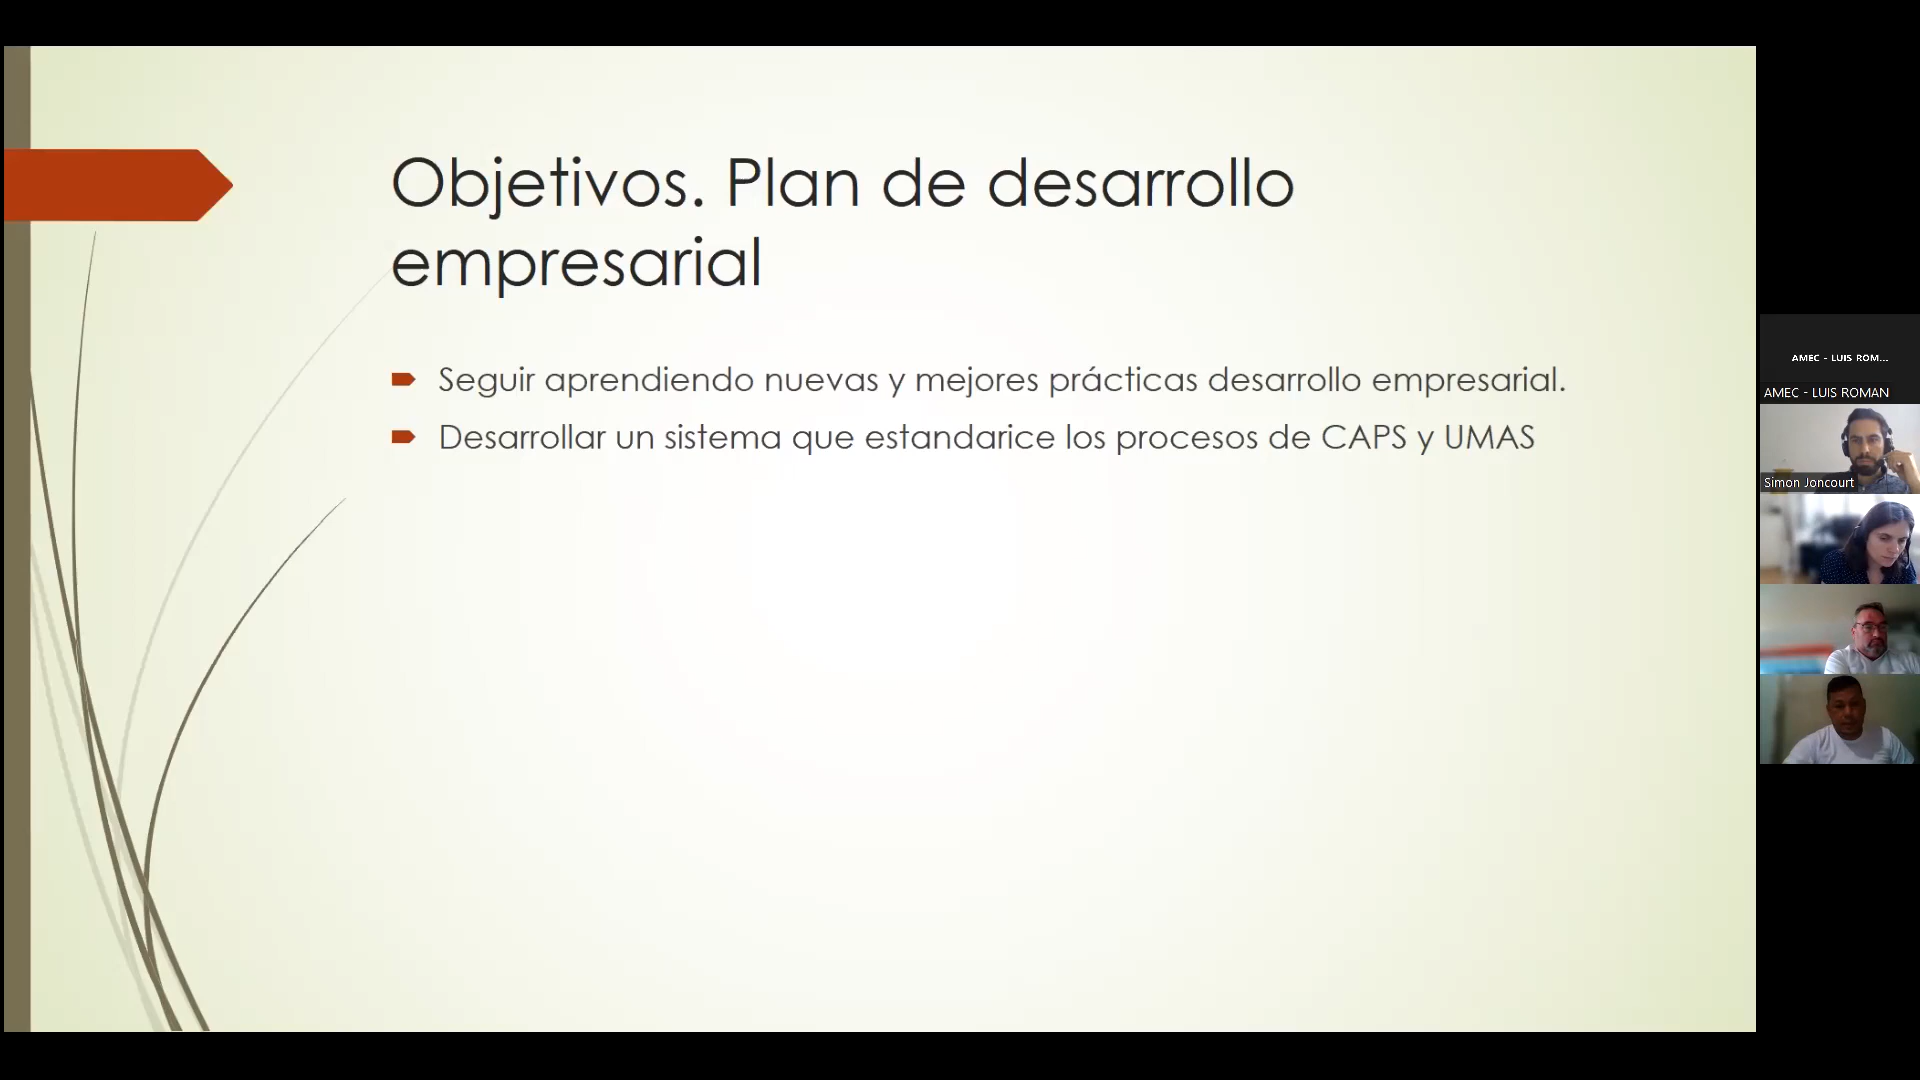 Objetivos. Plan de desarrollo
empresarial
Seguir aprendiendo nuevas y mejores prácticas desarrollo empresarial.
Desarrollar un sistema que estandarice los procesos de CAPS y UMAS
AMEC - LUIS ROM...
AMEC - LUIS ROMAN
Simon Joncourt